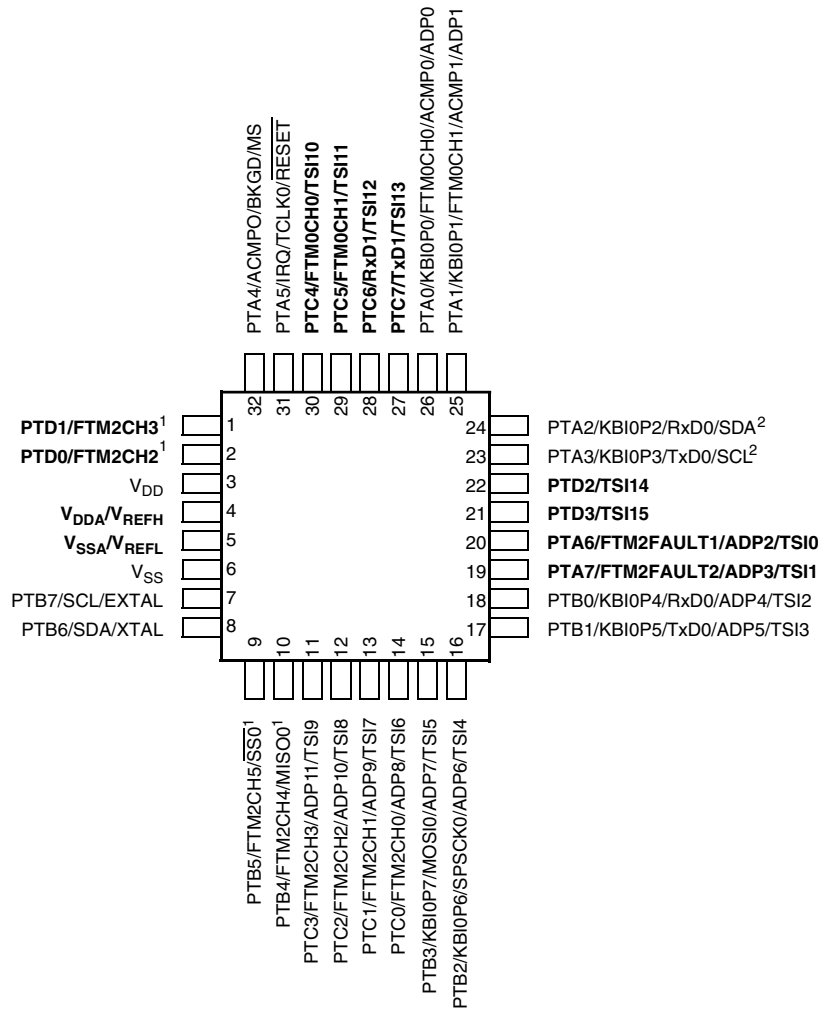 PTA4/ACMPO/BKGD/MS
PTA5/IRQ/TCLK0/RESET
PTC4/FTM0CH0/TSI10
PTC5/FTM0CH1/TSI11
PTC6/RxD1/TSI12
PTC7/TxD1/TSI13
PTA0/KBI0P0/FTM0CH0/ACMP0/ADP0
PTA1/KBI0P1/FTM0CH1/ACMP1/ADP1
32
31
30
29
28
27
26
25
PTD1/FTM2CH3¹ 1
PTD0/FTM2CH2¹ 2
VDD 3
VDDA/VREFH 4
VSSA/VREFL 5
VSS 6
PTB7/SCL/EXTAL 7
PTB6/SDA/XTAL 8
24 PTA2/KBI0P2/RxD0/SDA²
23 PTA3/KBI0P3/TxD0/SCL²
22 PTD2/TSI14
21 PTD3/TSI15
20 PTA6/FTM2FAULT1/ADP2/TSI0
19 PTA7/FTM2FAULT2/ADP3/TSI1
18 PTB0/KBI0P4/RxD0/ADP4/TSI2
17 PTB1/KBI0P5/TxD0/ADP5/TSI3
9
10
11
12
13
14
15
16
PTB5/FTM2CH5/SS0¹
PTB4/FTM2CH4/MISO0¹
PTC3/FTM2CH3/ADP11/TSI9
PTC2/FTM2CH2/ADP10/TSI8
PTC1/FTM2CH1/ADP9/TSI7
PTC0/FTM2CH0/ADP8/TSI6
PTB3/KBI0P7/MOSI0/ADP7/TSI5
PTB2/KBI0P6/SPSCK0/ADP6/TSI4